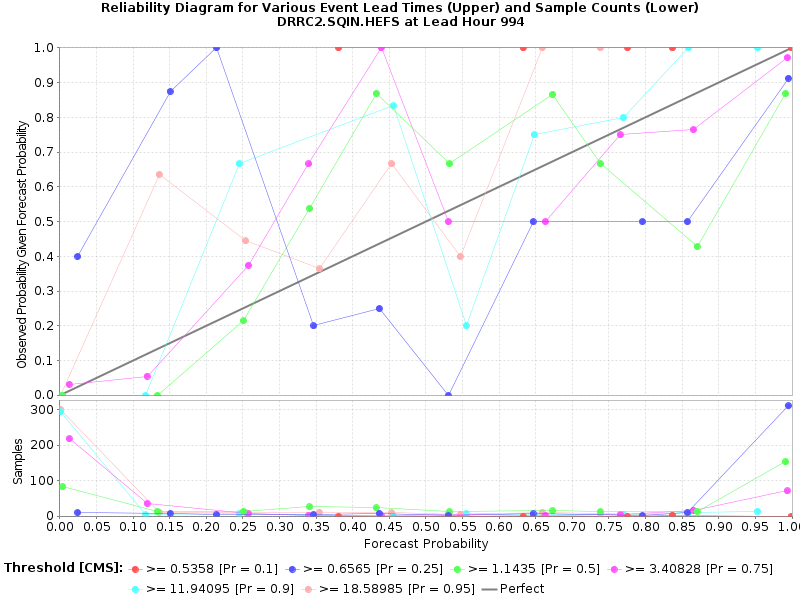 Reliability Diagram for Various Event Lead Times (Upper) and Sample Counts (Lower)
DRRC2.SQIN.HEFS at Lead Hour 994
Observed Probability Given Forecast Probability
1.0
0.9
0.8
0.7
0.6
0.5
0.4
0.3
0.2
0.1
0.0
Samples
300
200
100
0
0.00 0.05 0.10 0.15 0.20 0.25 0.30 0.35 0.40 0.45 0.50 0.55 0.60 0.65 0.70 0.75 0.80 0.85 0.90 0.95 1.0
Forecast Probability
Threshold [CMS]: >= 0.5358 [Pr = 0.1] >= 0.6565 [Pr = 0.25] >= 1.1435 [Pr = 0.5] >= 3.40828 [Pr = 0.75]
>= 11.94095 [Pr = 0.9] >= 18.58985 [Pr = 0.95] Perfect